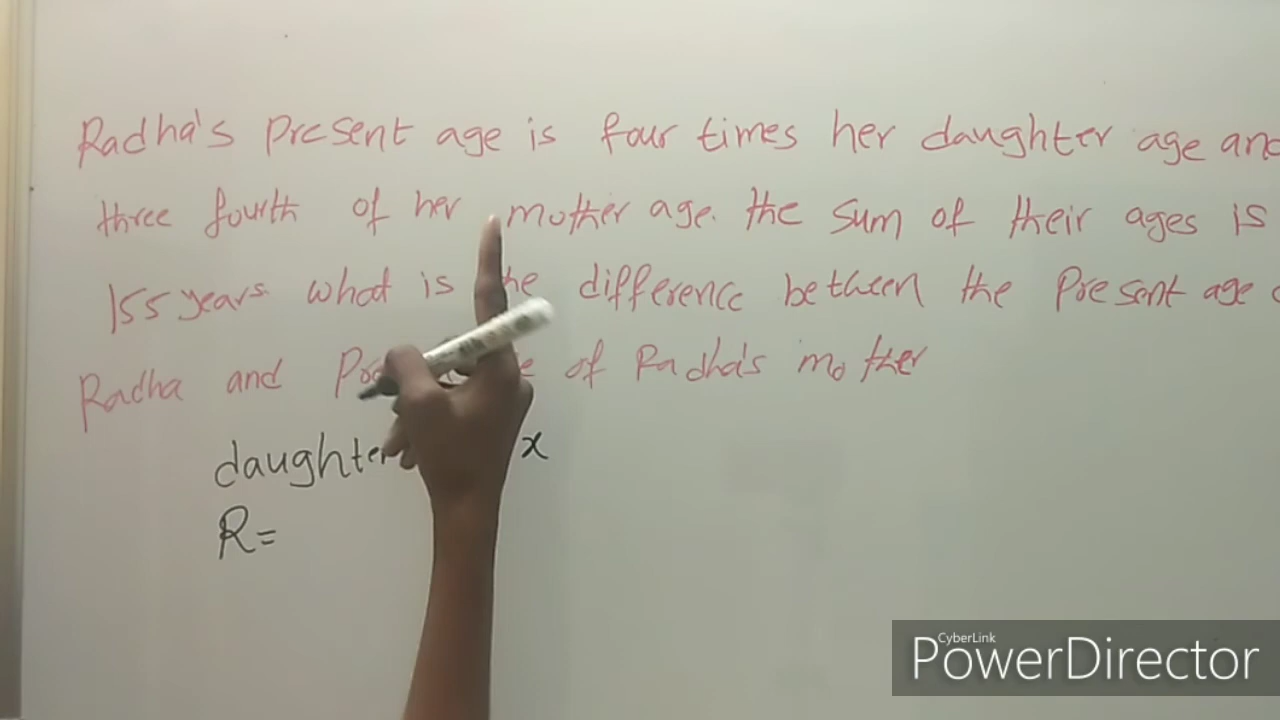 Radha's Present age is four times her daughter age and
three fourth of her mother age. the sum of their ages is
155 years what is the difference between the Present age
Radha and of Radha's mother
daughter x
R=
CyberLink
PowerDirector